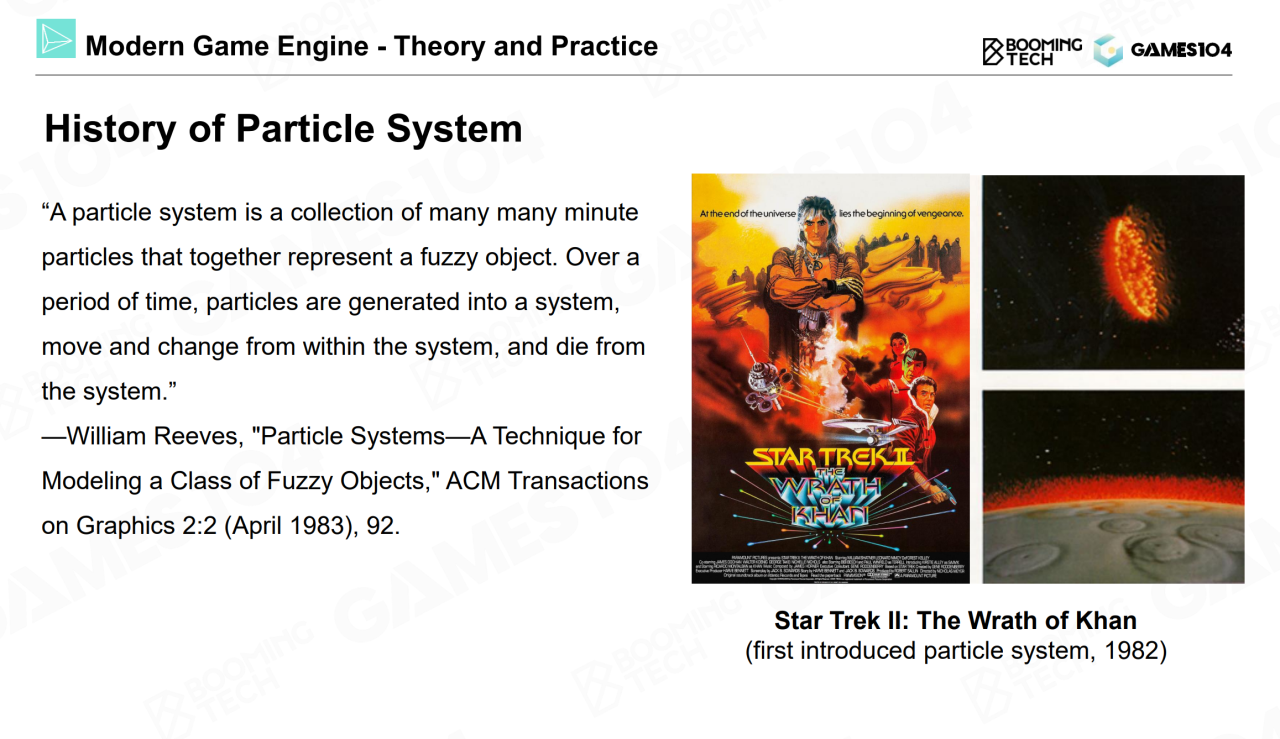 Modern Game Engine - Theory and Practice
BOOMING
TECH
GAMES104
History of Particle System
“A particle system is a collection of many many minute
particles that together represent a fuzzy object. Over a
period of time, particles are generated into a system,
move and change from within the system, and die from
the system.”
—William Reeves, "Particle Systems—A Technique for
Modeling a Class of Fuzzy Objects," ACM Transactions
on Graphics 2:2 (April 1983), 92.
At the end of the universe lies the beginning of vengeance.
STAR TREK II
THE
WRATH
OF
KHAN
Star Trek II: The Wrath of Khan
(first introduced particle system, 1982)